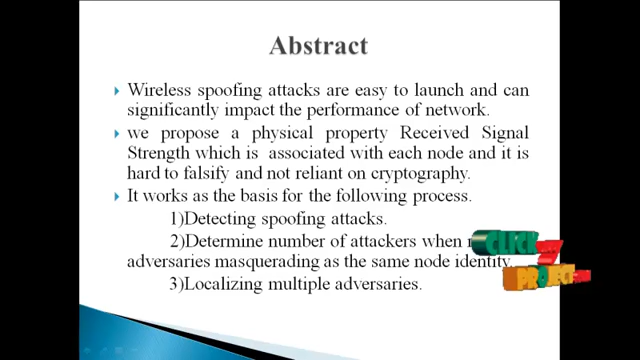 Abstract
Wireless spoofing attacks are easy to launch and can
significantly impact the performance of network.
we propose a physical property Received Signal
Strength which is associated with each node and it is
hard to falsify and not reliant on cryptography.
It works as the basis for the following process.
1)Detecting spoofing attacks.
2)Determine number of attackers when
adversaries masquerading as the same node identity.
3)Localizing multiple adversaries.
CLICK
PROJECT